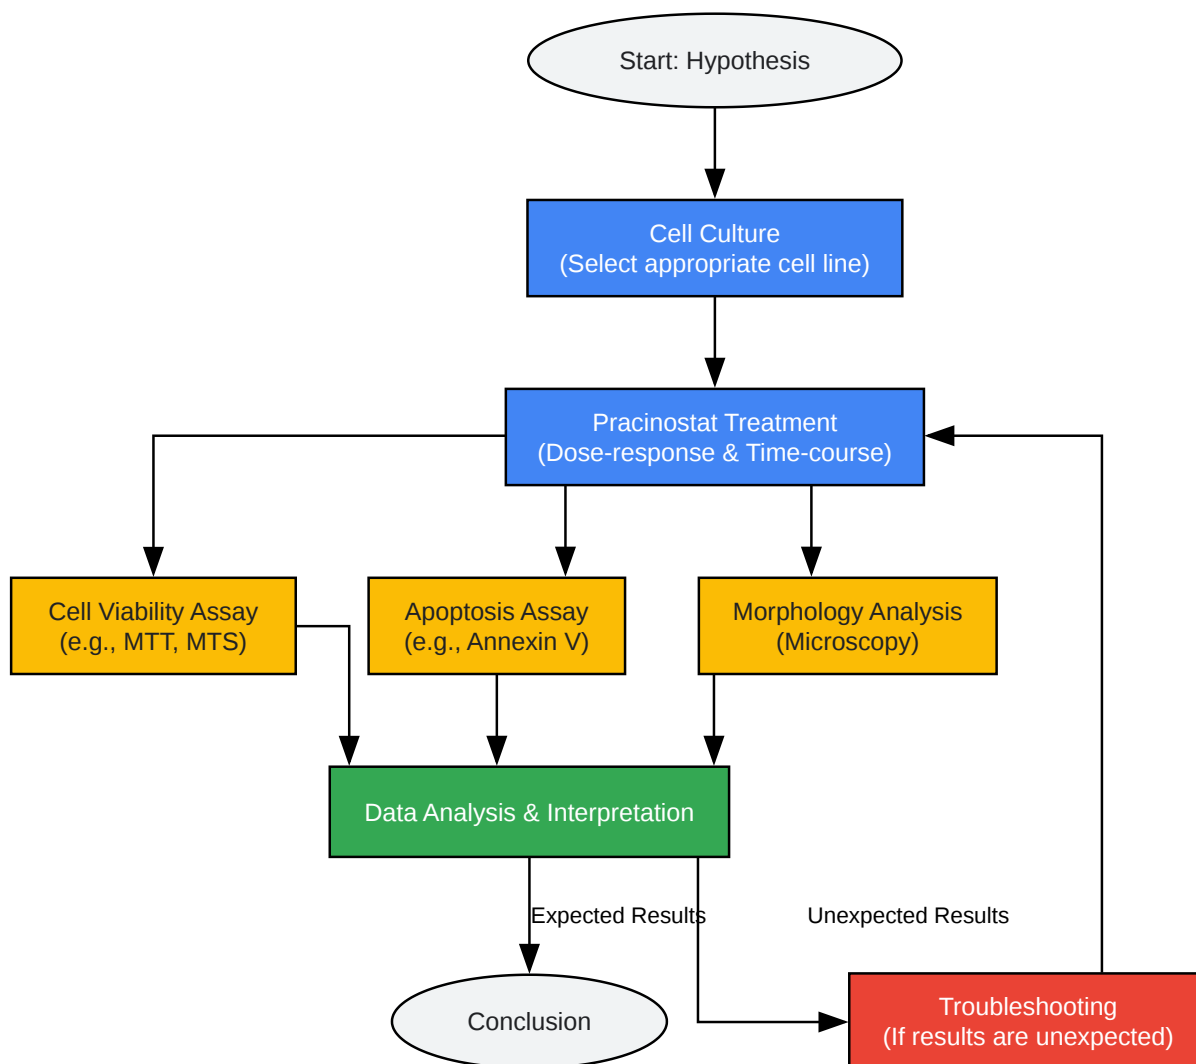 Start: Hypothesis
Cell Culture
(Select appropriate cell line)
Pracinostat Treatment
(Dose-response & Time-course)
Cell Viability Assay
(e.g., MTT, MTS)
Apoptosis Assay
(e.g., Annexin V)
Morphology Analysis
(Microscopy)
Data Analysis & Interpretation
Expected Results
Unexpected Results
Conclusion
Troubleshooting
(If results are unexpected)